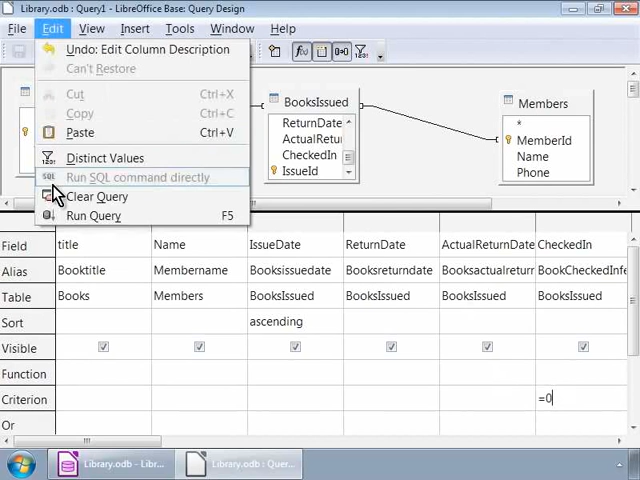 Library.odb : Query1 - LibreOffice Base: Query Design
File Edit View Insert Tools Window Help
Undo: Edit Column Description
Can't Restore
Cut Ctrl+X
Copy Ctrl+C
Paste Ctrl+V
Distinct Values
SQL Run SQL command directly
Clear Query
Run Query F5
f(x)
BooksIssued
ReturnDate
ActualRetur
CheckedIn
IssueId
Members
*
MemberId
Name
Phone
Field title Name IssueDate ReturnDate ActualReturnDate CheckedIn
Alias Booktitle Membername Booksissuedate Booksreturndate Booksactualreturn BookCheckedInfo
Table Books Members BooksIssued BooksIssued BooksIssued BooksIssued
Sort ascending
Visible
Function
Criterion =0
Or
Library.odb - Libr... Library.odb : Quer...